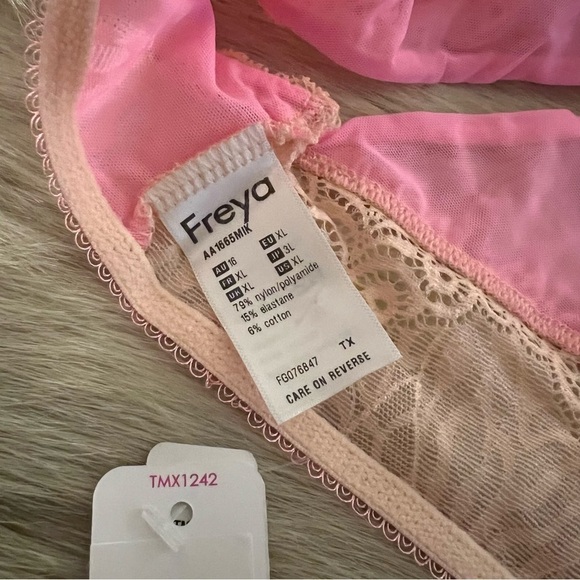 Freya
AA1665MIK
AU 16 EU XL
FR XL JP 3L
UK XL US XL
79% nylon/polyamide
15% elastane
6% cotton
FG076847 TX
CARE ON REVERSE
TMX1242